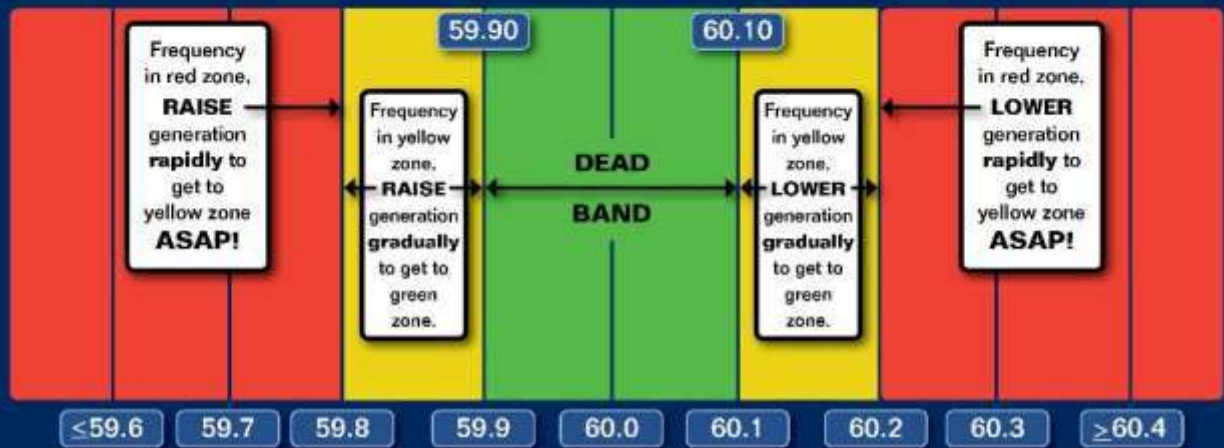 59.90
60.10
Frequency
in red zone,
RAISE
generation
rapidly to
get to
yellow zone
ASAP!
Frequency
in yellow
zone,
RAISE
generation
gradually
to get to
green
zone.
DEAD
BAND
Frequency
in yellow
zone,
LOWER
generation
gradually
to get to
green
zone.
Frequency
in red zone,
LOWER
generation
rapidly to
get to
yellow zone
ASAP!
≤59.6 59.7 59.8 59.9 60.0 60.1 60.2 60.3 ≥60.4